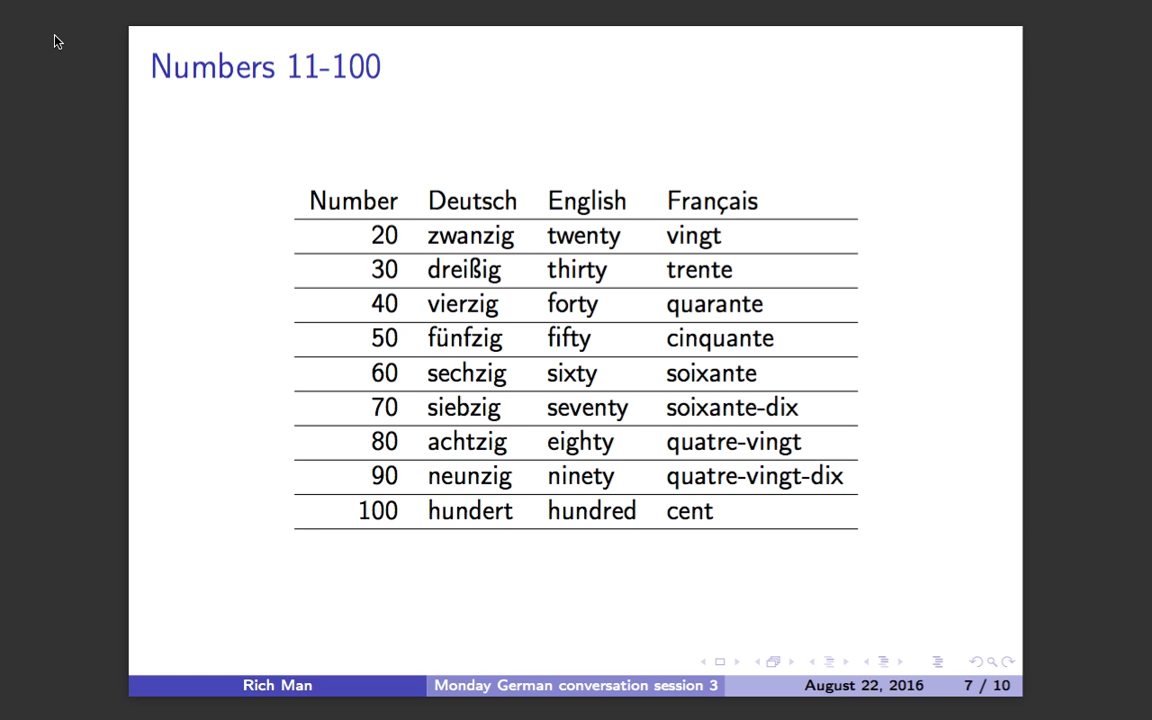 Numbers 11-100
Number Deutsch English Français
20 zwanzig twenty vingt
30 dreißig thirty trente
40 vierzig forty quarante
50 fünfzig fifty cinquante
60 sechzig sixty soixante
70 siebzig seventy soixante-dix
80 achtzig eighty quatre-vingt
90 neunzig ninety quatre-vingt-dix
100 hundert hundred cent
Rich Man Monday German conversation session 3 August 22, 2016 7 / 10